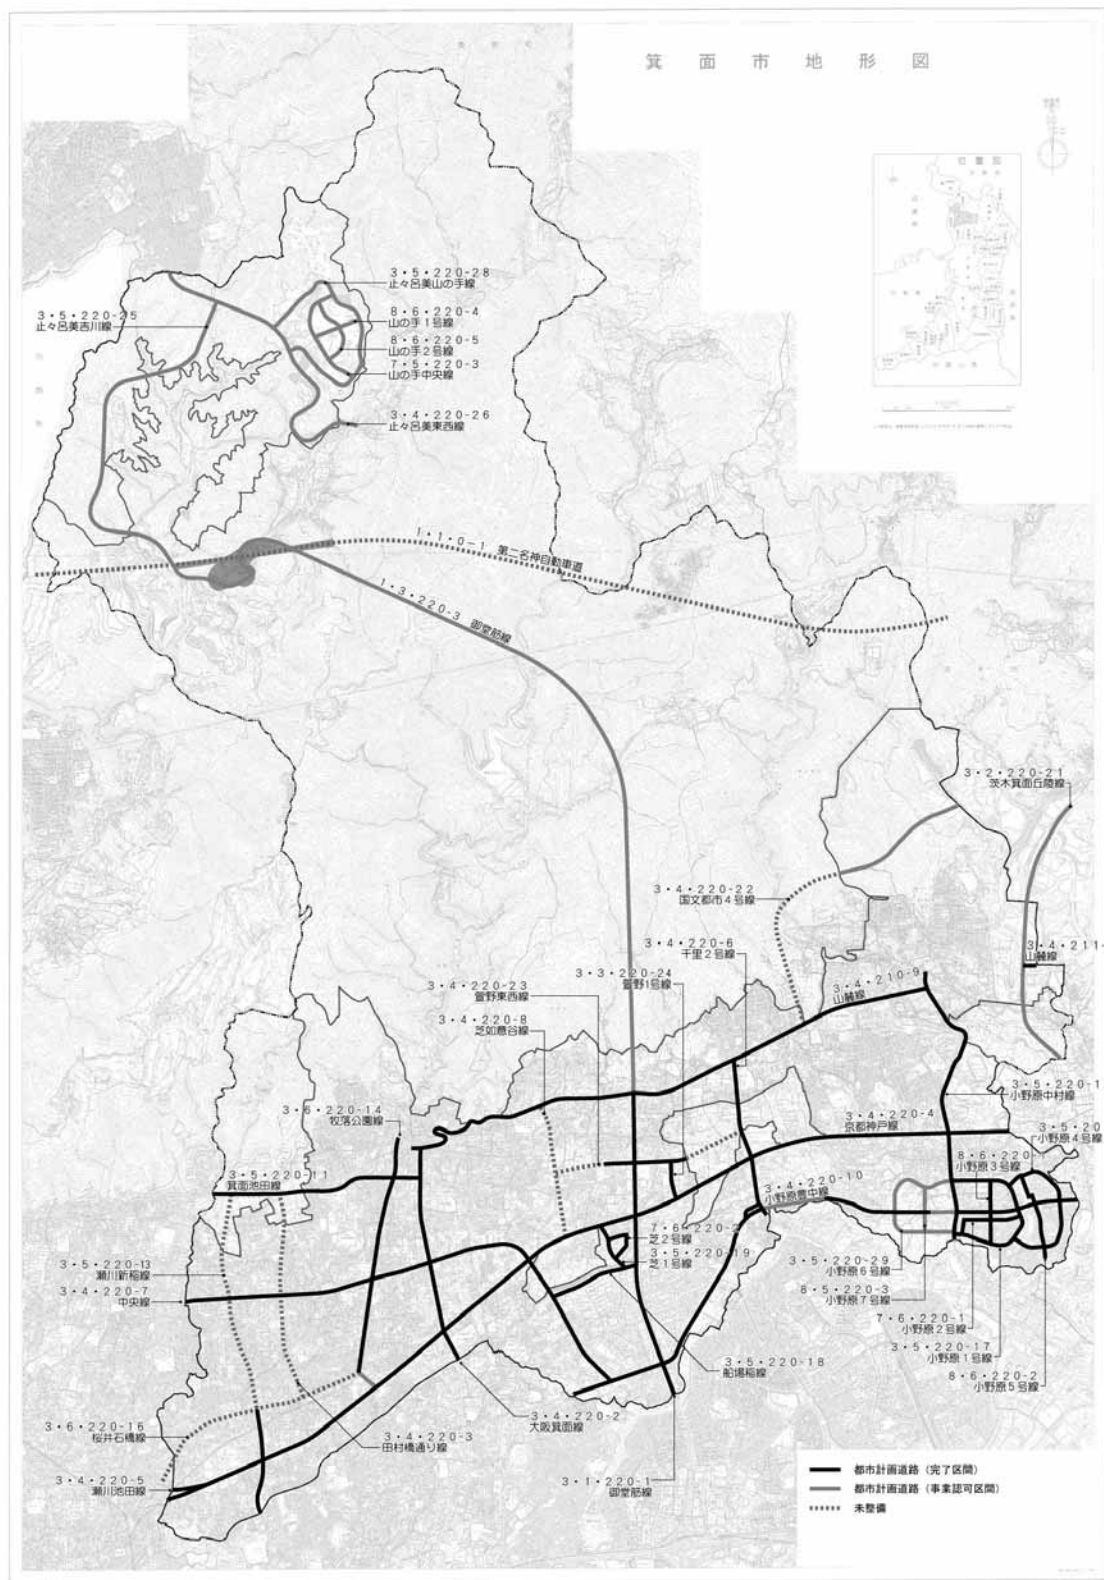 箕面市地形図
位置図
3・5・220-28
止々呂美山の手線
3・5・220-25
止々呂美吉川線
8・6・220-4
山の手1号線
8・6・220-5
山の手2号線
7・5・220-3
山の手中央線
3・4・220-26
止々呂美東西線
1・1・0-1 第二名神自動車道
1・3・220-3 御堂筋線
3・2・220-21
茨木箕面丘陵線
3・4・220-22
国文都市4号線
3・4・220-6
千里2号線
3・4・211-
山麓線
3・3・220-24
萱野1号線
3・4・220-23
萱野東西線
3・4・210-9
山麓線
3・4・220-8
芝如意谷線
3・5・220-1
小野原中村線
3・6・220-14
牧落公園線
3・4・220-4
京都神戸線
3・5・20
小野原4号線
8・6・220-
小野原3号線
3・5・220-11
箕面池田線
3・4・220-10
小野原豊中線
7・6・220-2
芝2号線
3・5・220-19
芝1号線
3・5・220-13
瀬川新稲線
3・5・220-29
小野原6号線
3・4・220-7
中央線
8・5・220-3
小野原7号線
7・6・220-1
小野原2号線
3・5・220-17
小野原1号線
3・5・220-18
船場稲線
8・6・220-2
小野原5号線
3・6・220-16
桜井石橋線
3・4・220-2
大阪箕面線
3・4・220-3
田村橋通り線
3・4・220-5
瀬川池田線
3・1・220-1
御堂筋線
都市計画道路(完了区間)
都市計画道路(事業認可区間)
未整備